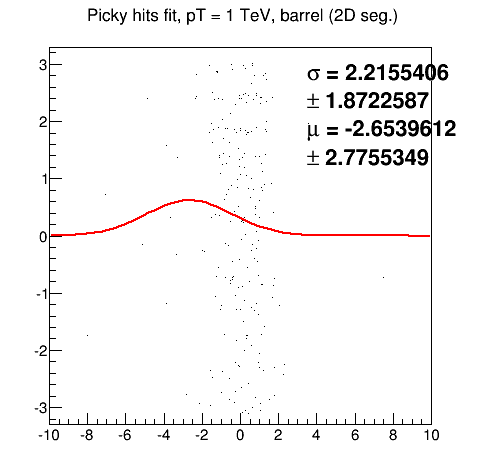 Picky hits fit, pT = 1 TeV, barrel (2D seg.)
σ = 2.2155406
± 1.8722587
μ = -2.6539612
± 2.7755349
3
2
1
0
-1
-2
-3
-10 -8 -6 -4 -2 0 2 4 6 8 10